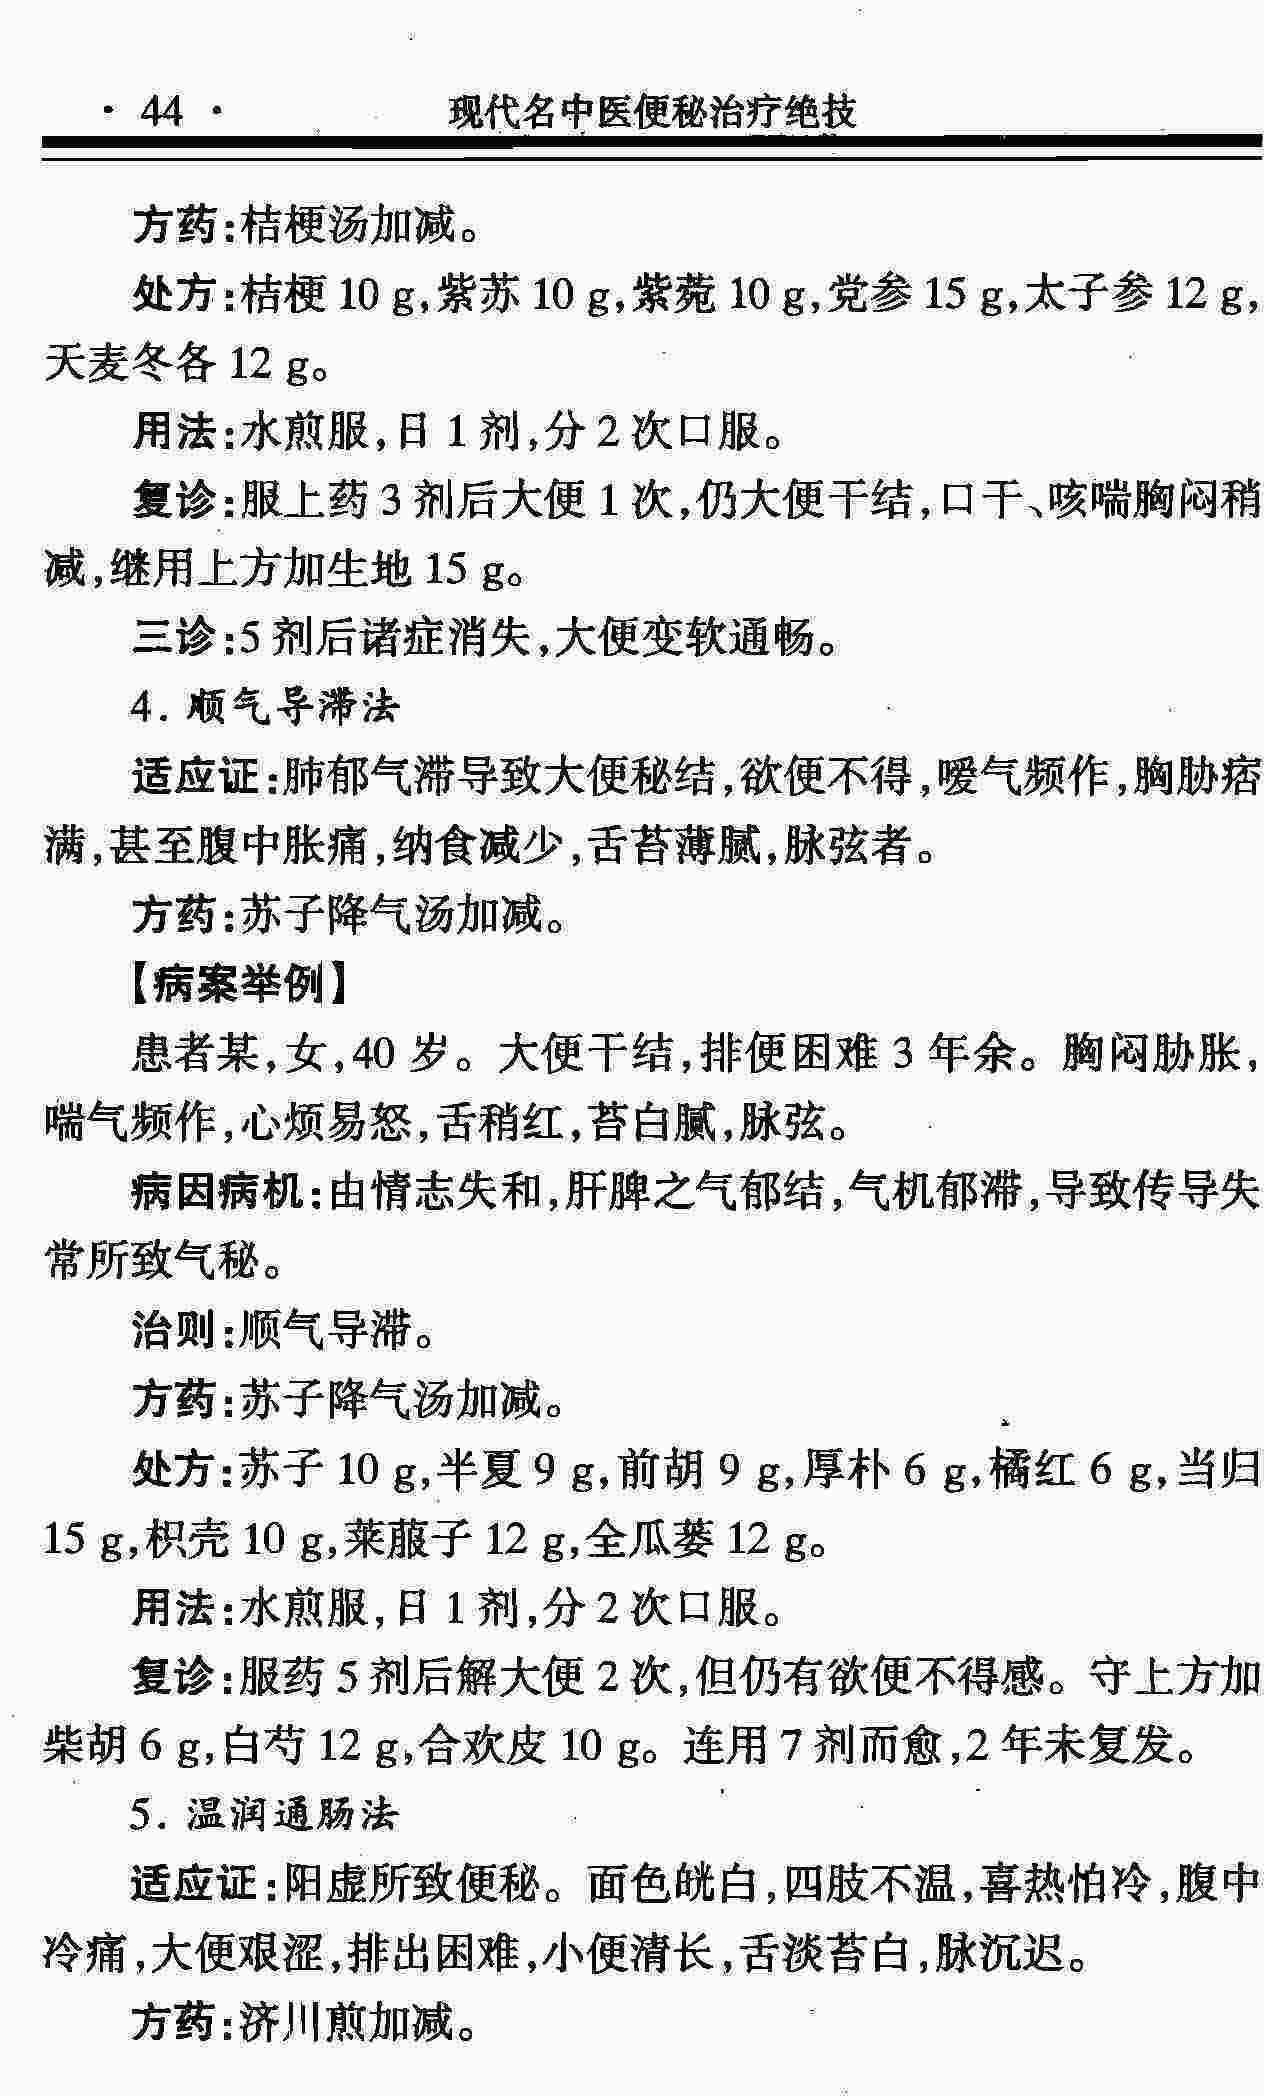 · 44 · 现代名中医便秘治疗绝技
方药:桔梗汤加减。
处方:桔梗 10 g,紫苏 10 g,紫菀 10 g,党参 15 g,太子参 12 g,
天麦冬各 12 g。
用法:水煎服,日 1 剂,分 2 次口服。
复诊:服上药 3 剂后大便 1 次,仍大便干结,口干、咳喘胸闷稍
减,继用上方加生地 15 g。
三诊:5 剂后诸症消失,大便变软通畅。
4. 顺气导滞法
适应证:肺郁气滞导致大便秘结,欲便不得,嗳气频作,胸胁痞
满,甚至腹中胀痛,纳食减少,舌苔薄腻,脉弦者。
方药:苏子降气汤加减。
【病案举例】
患者某,女,40 岁。大便干结,排便困难 3 年余。胸闷胁胀,
喘气频作,心烦易怒,舌稍红,苔白腻,脉弦。
病因病机:由情志失和,肝脾之气郁结,气机郁滞,导致传导失
常所致气秘。
治则:顺气导滞。
方药:苏子降气汤加减。
处方:苏子 10 g,半夏 9 g,前胡 9 g,厚朴 6 g,橘红 6 g,当归
15 g,枳壳 10 g,莱菔子 12 g,全瓜蒌 12 g。
用法:水煎服,日 1 剂,分 2 次口服。
复诊:服药 5 剂后解大便 2 次,但仍有欲便不得感。守上方加
柴胡 6 g,白芍 12 g,合欢皮 10 g。连用 7 剂而愈,2 年未复发。
5. 温润通肠法
适应证:阳虚所致便秘。面色㿠白,四肢不温,喜热怕冷,腹中
冷痛,大便艰涩,排出困难,小便清长,舌淡苔白,脉沉迟。
方药:济川煎加减。